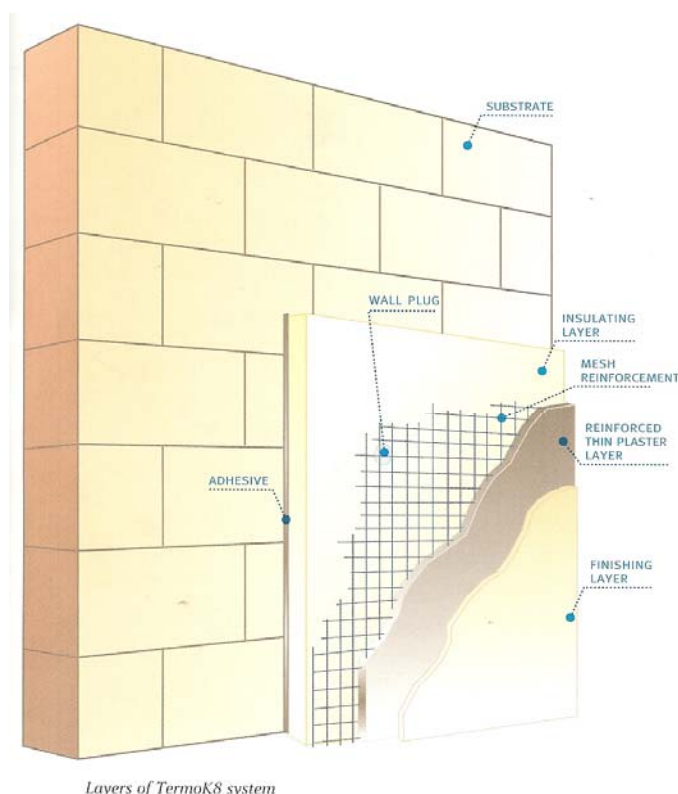 SUBSTRATE
WALL PLUG
INSULATING
LAYER
MESH
REINFORCEMENT
REINFORCED
THIN PLASTER
LAYER
ADHESIVE
FINISHING
LAYER
Layers of TermoK8 system